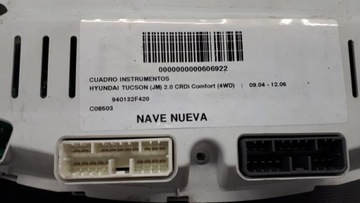 0000000000606922
CUADRO INSTRUMENTOS
HYUNDAI TUCSON (JM) 2.0 CRDi Comfort (4WD) | 09.04 - 12.06
940132F420
C08503
NAVE NUEVA